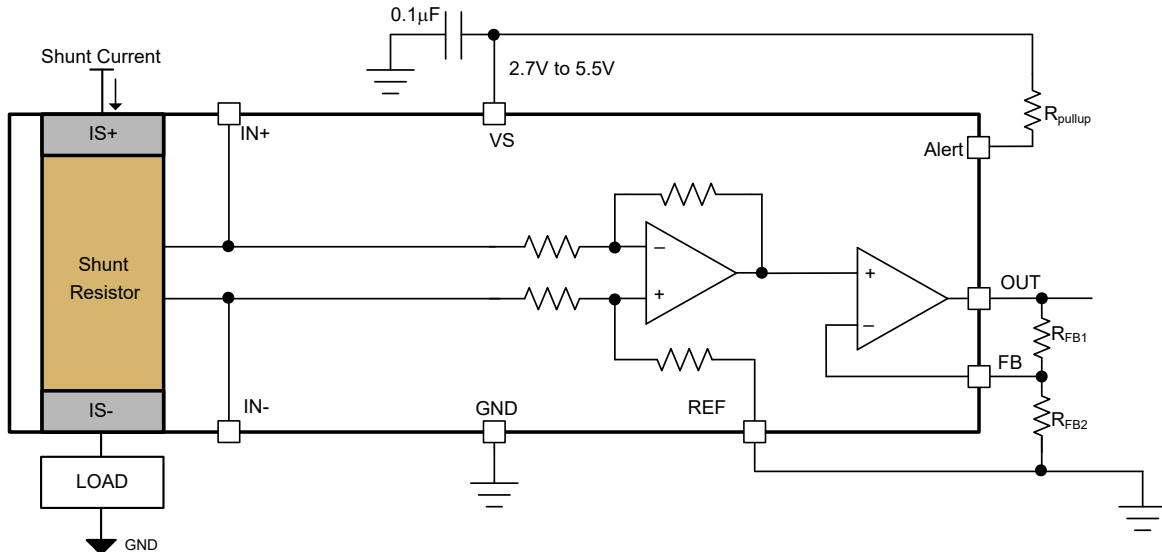 0.1μF
Shunt Current
2.7V to 5.5V
Rpullup
IS+
IN+
VS
Alert
Shunt
Resistor
−
+
+
−
OUT
RFB1
FB
IS-
IN-
GND
REF
RFB2
LOAD
GND